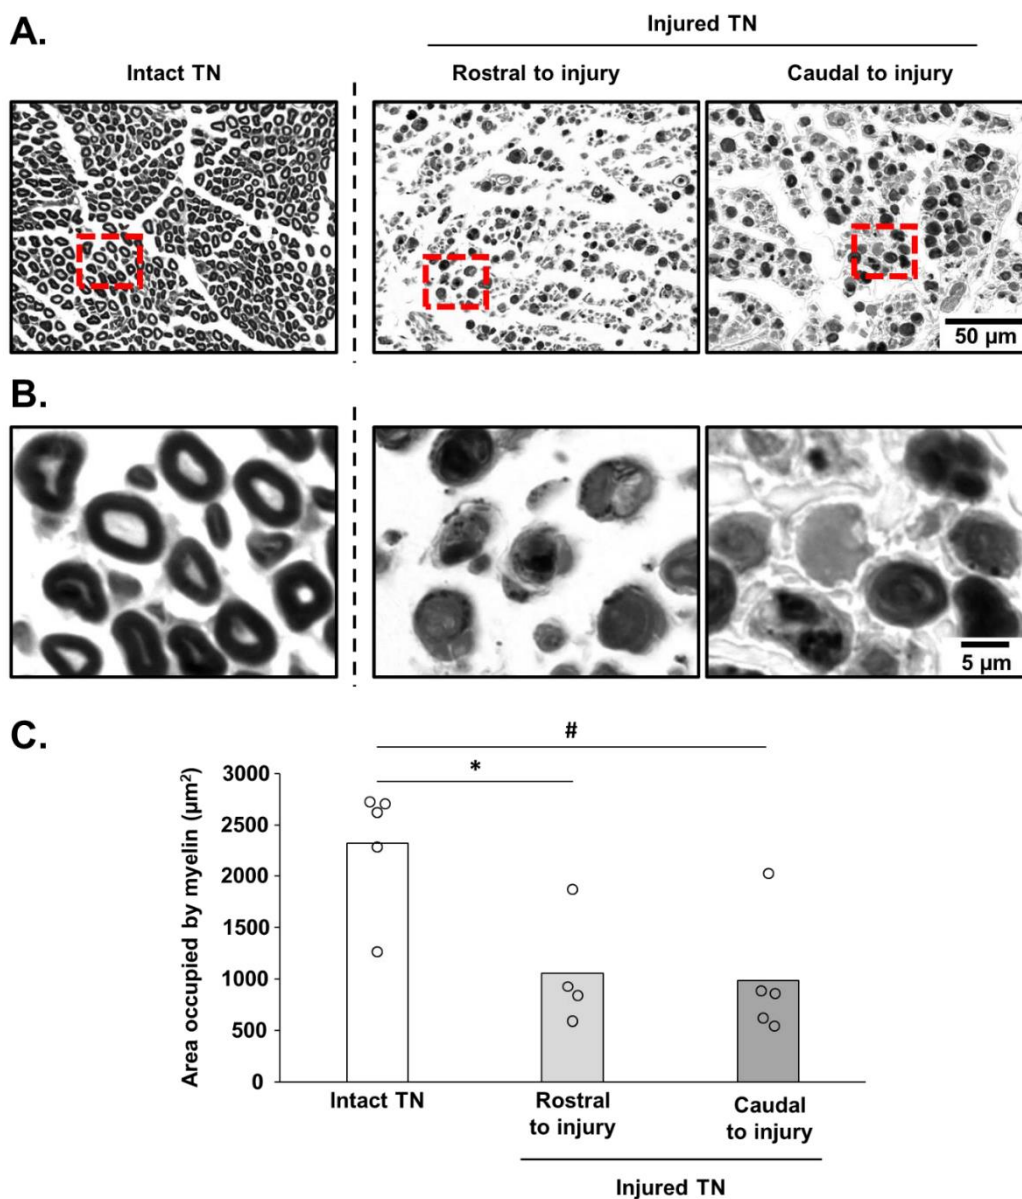 A.
Injured TN
Intact TN
Rostral to injury
Caudal to injury
50 µm
B.
5 µm
C.
#
*
Area occupied by myelin (µm²)
3000
2500
2000
1500
1000
500
0
Intact TN
Rostral
to injury
Caudal
to injury
Injured TN